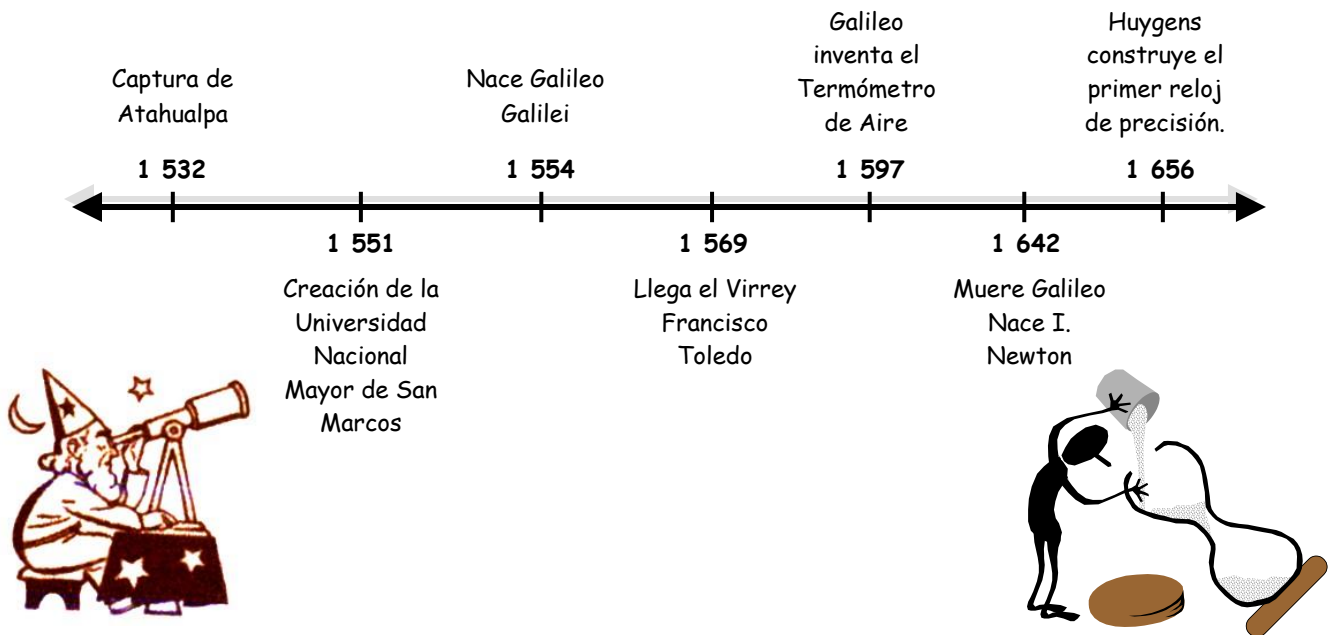 Captura de
Atahualpa
1 532
1 551
Creación de la
Universidad
Nacional
Mayor de San
Marcos
Nace Galileo
Galilei
1 554
1 569
Llega el Virrey
Francisco
Toledo
Galileo
inventa el
Termómetro
de Aire
1 597
1 642
Muere Galileo
Nace I.
Newton
Huygens
construye el
primer reloj
de precisión.
1 656